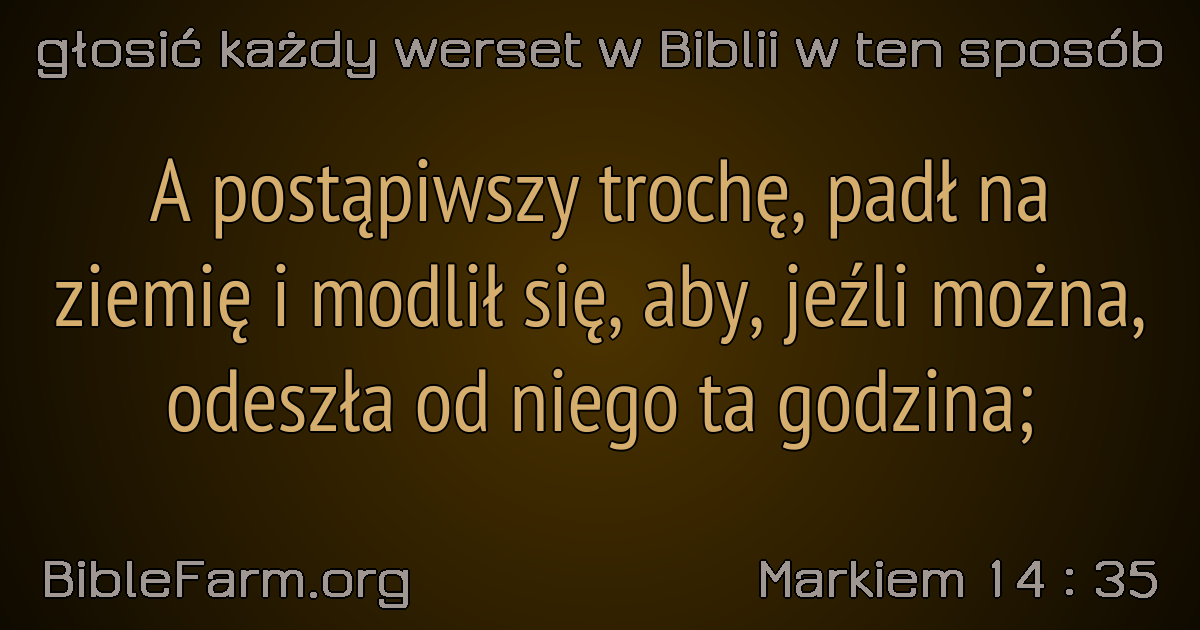 głosić każdy werset w Biblii w ten sposób
A postąpiwszy trochę, padł na
ziemię i modlił się, aby, jeźli można,
odeszła od niego ta godzina;
BibleFarm.org
Markiem 14 : 35